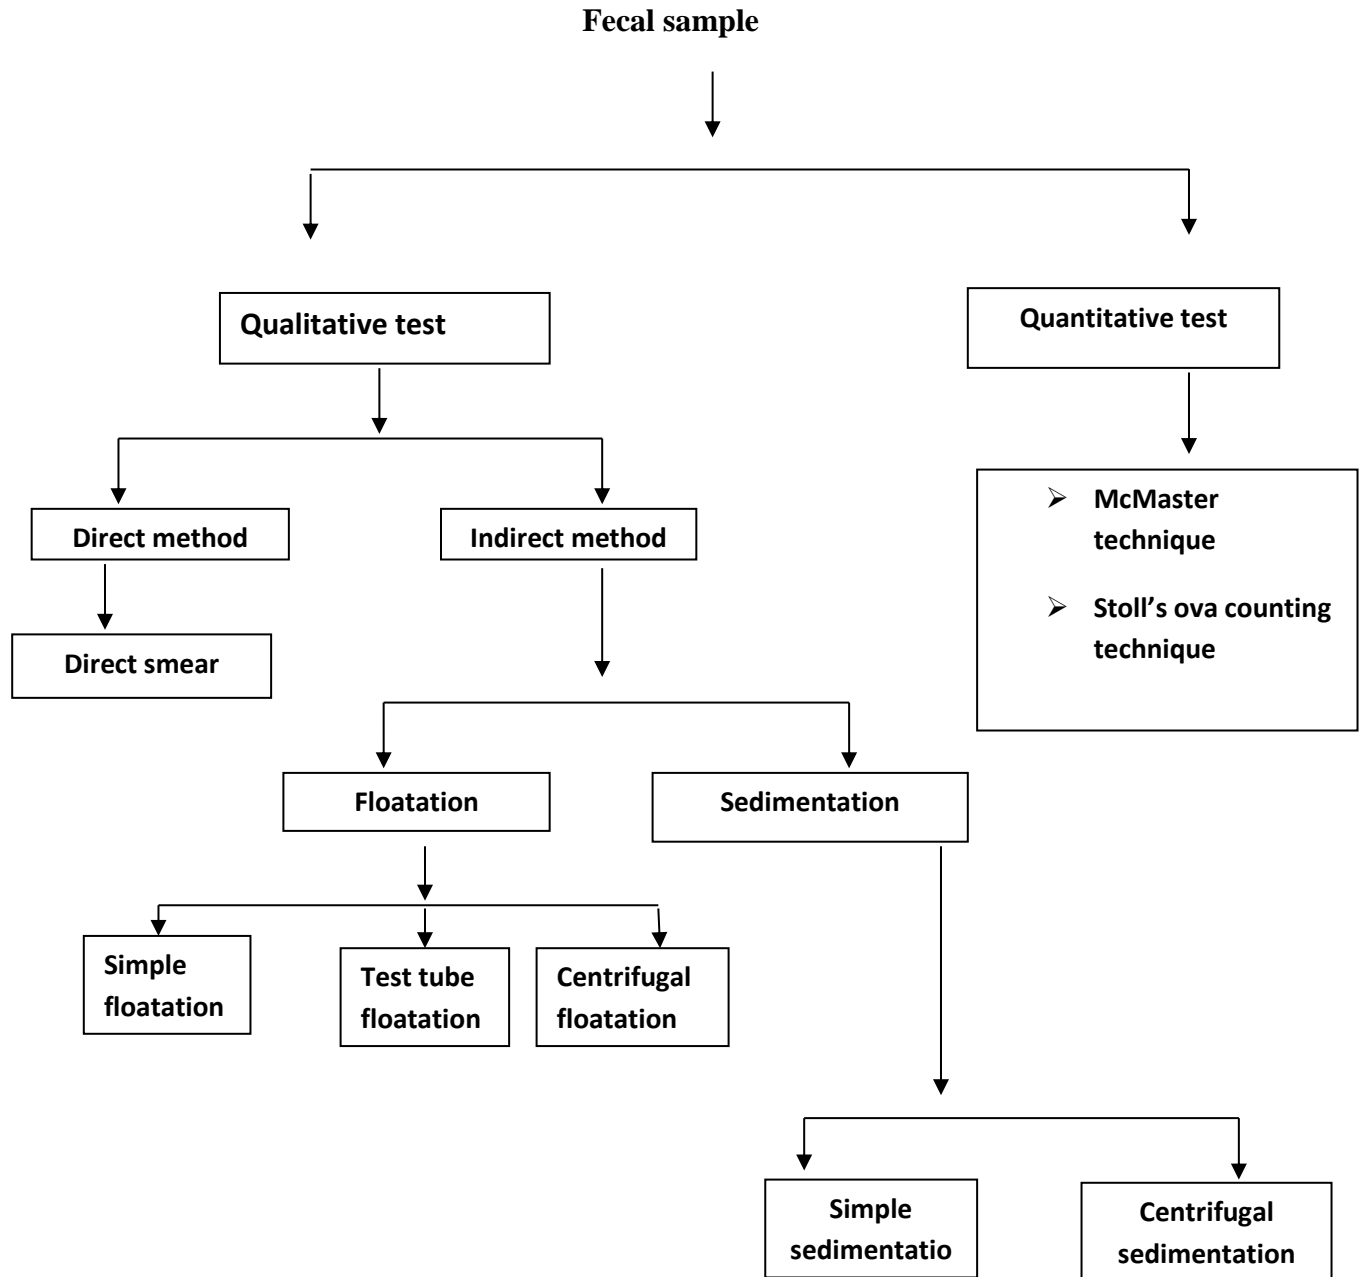 Fecal sample
Qualitative test
Quantitative test
Direct method
Indirect method
➢ McMaster
technique
➢ Stoll’s ova counting
technique
Direct smear
Floatation
Sedimentation
Simple
floatation
Test tube
floatation
Centrifugal
floatation
Simple
sedimentatio
Centrifugal
sedimentation